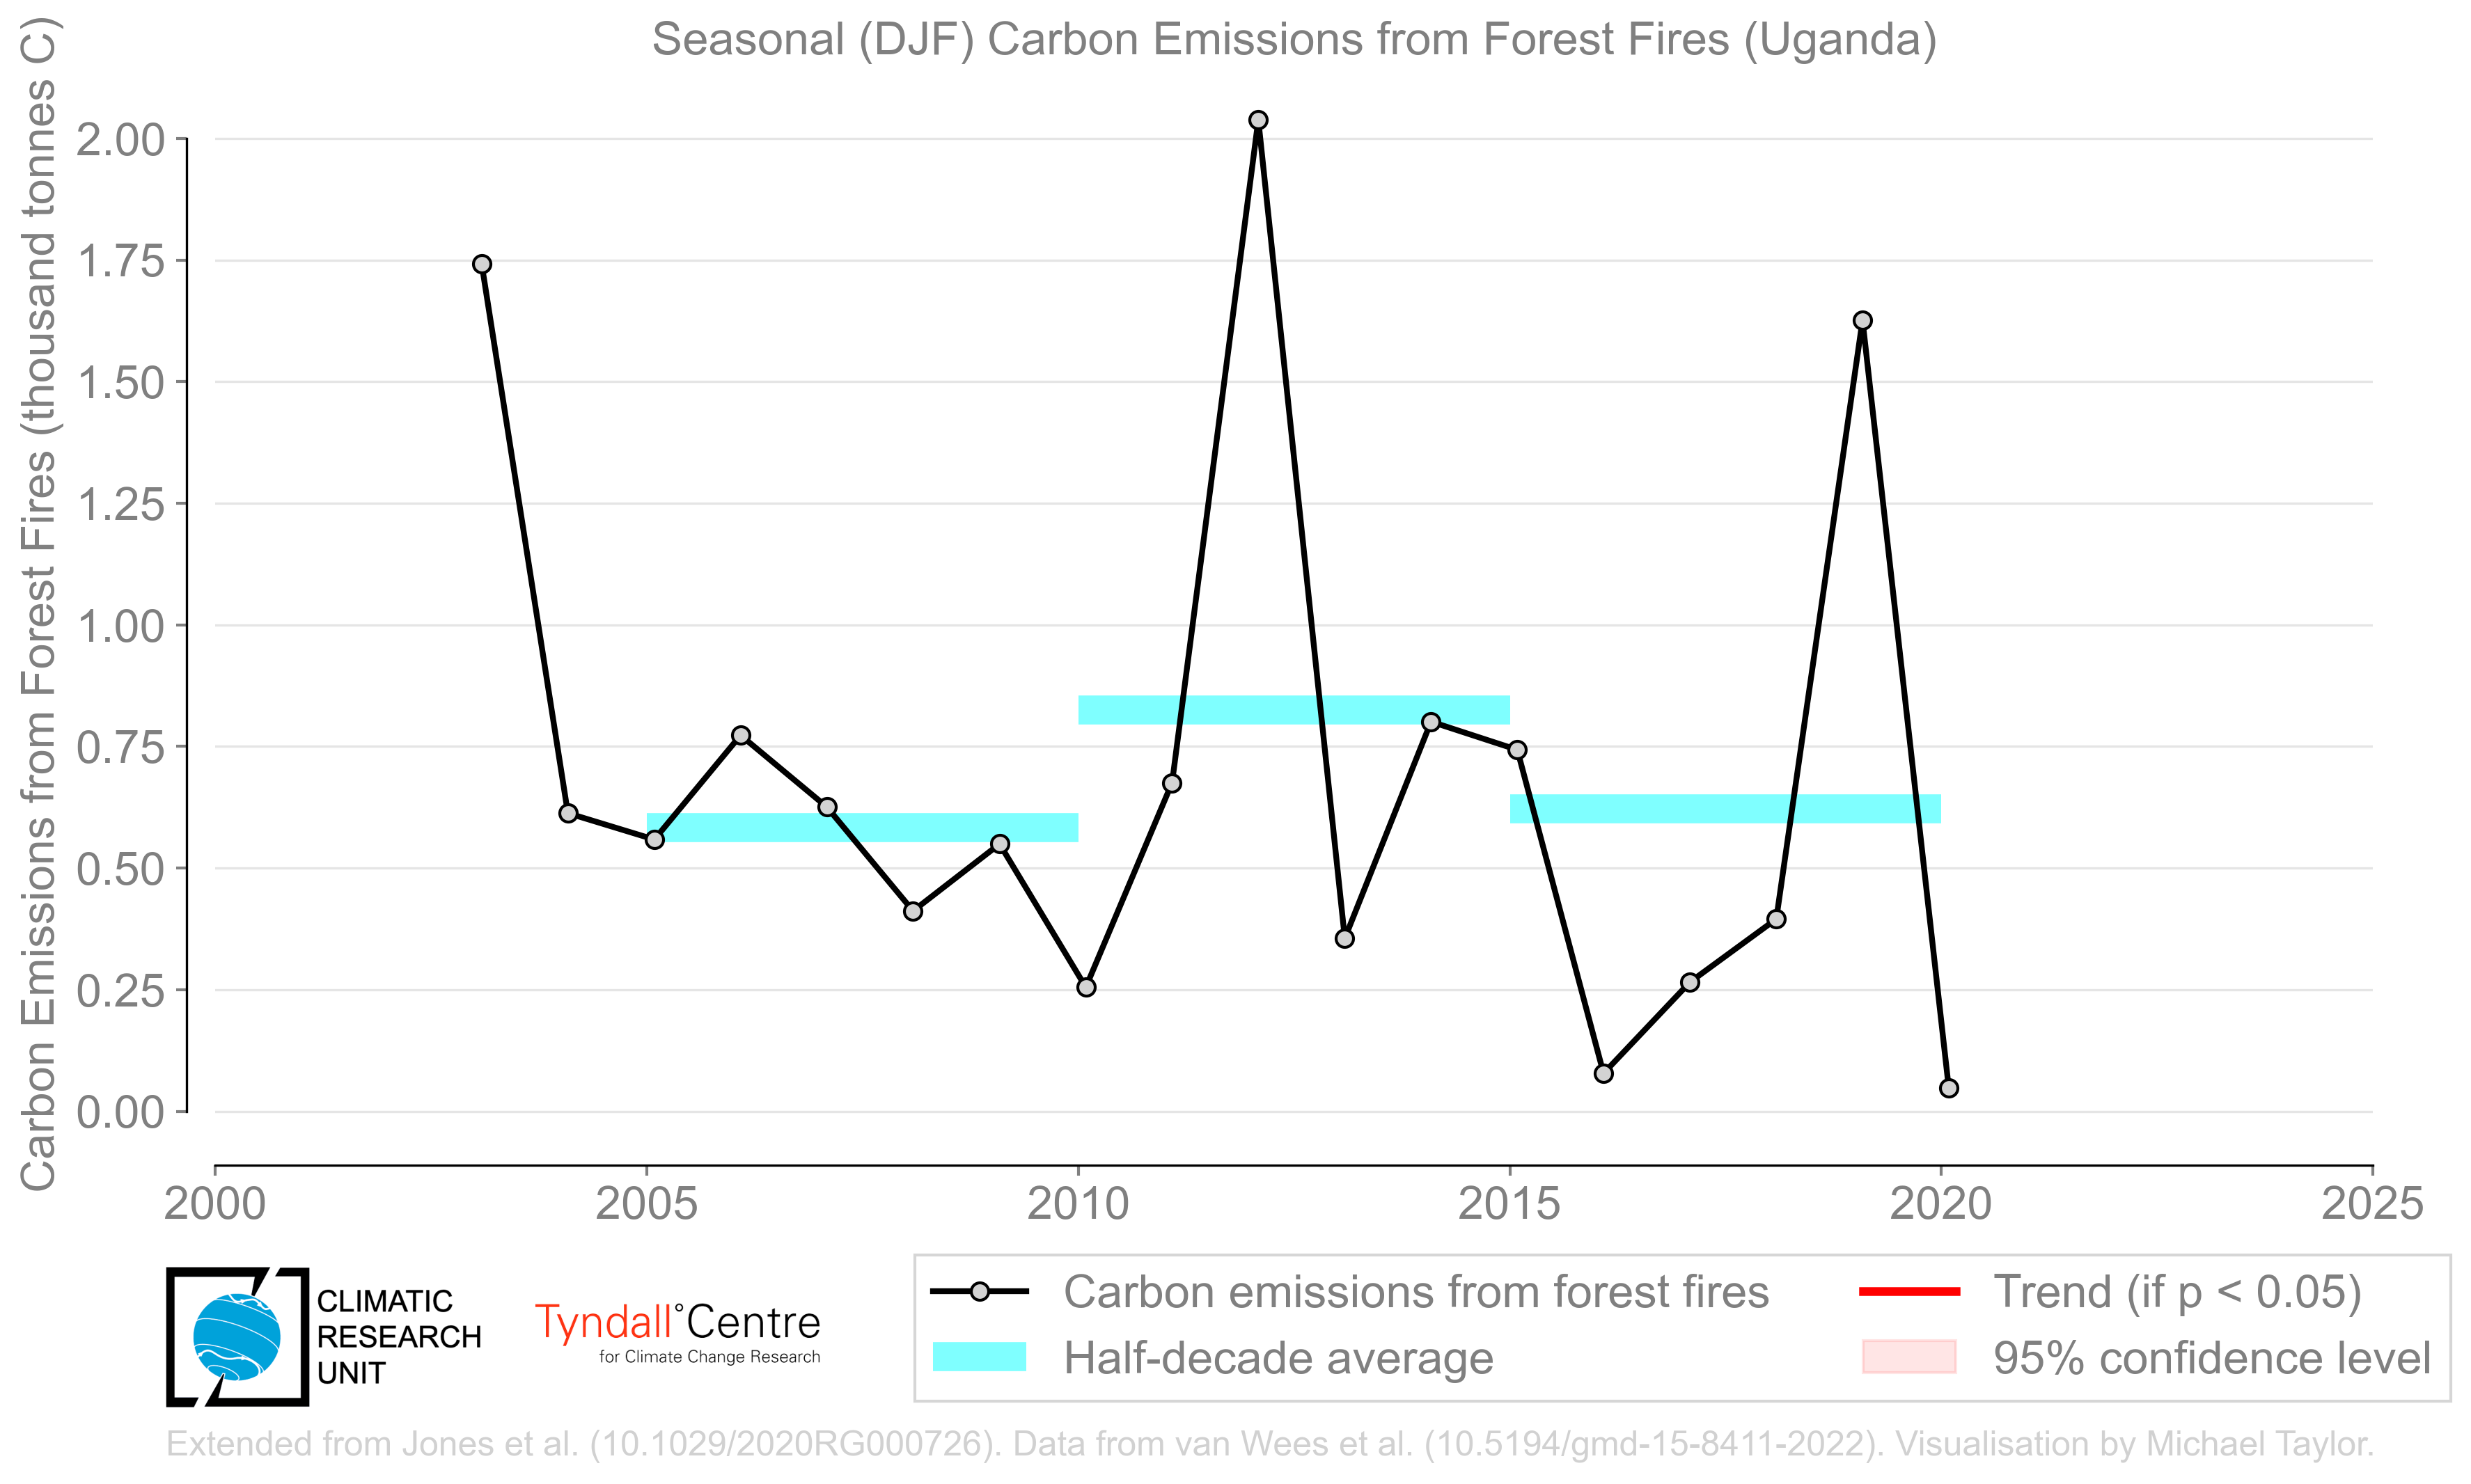 Seasonal (DJF) Carbon Emissions from Forest Fires (Uganda)
Carbon Emissions from Forest Fires (thousand tonnes C)
2.00
1.75
1.50
1.25
1.00
0.75
0.50
0.25
0.00
2000 2005 2010 2015 2020 2025
CLIMATIC
RESEARCH
UNIT
Tyndall°Centre
for Climate Change Research
Carbon emissions from forest fires
Half-decade average
Trend (if p < 0.05)
95% confidence level
Extended from Jones et al. (10.1029/2020RG000726). Data from van Wees et al. (10.5194/gmd-15-8411-2022). Visualisation by Michael Taylor.